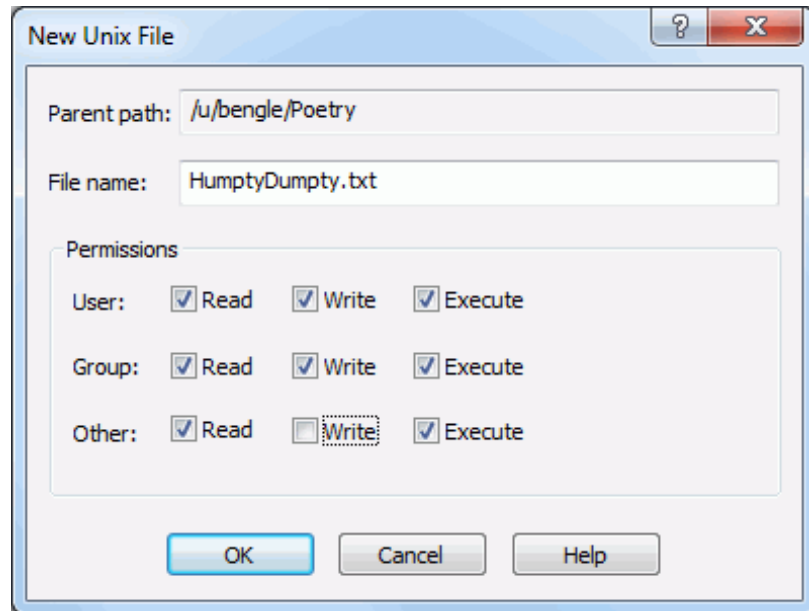 New Unix File
Parent path: /u/bengle/Poetry
File name: HumptyDumpty.txt
Permissions
User: Read Write Execute
Group: Read Write Execute
Other: Read Write Execute
OK Cancel Help